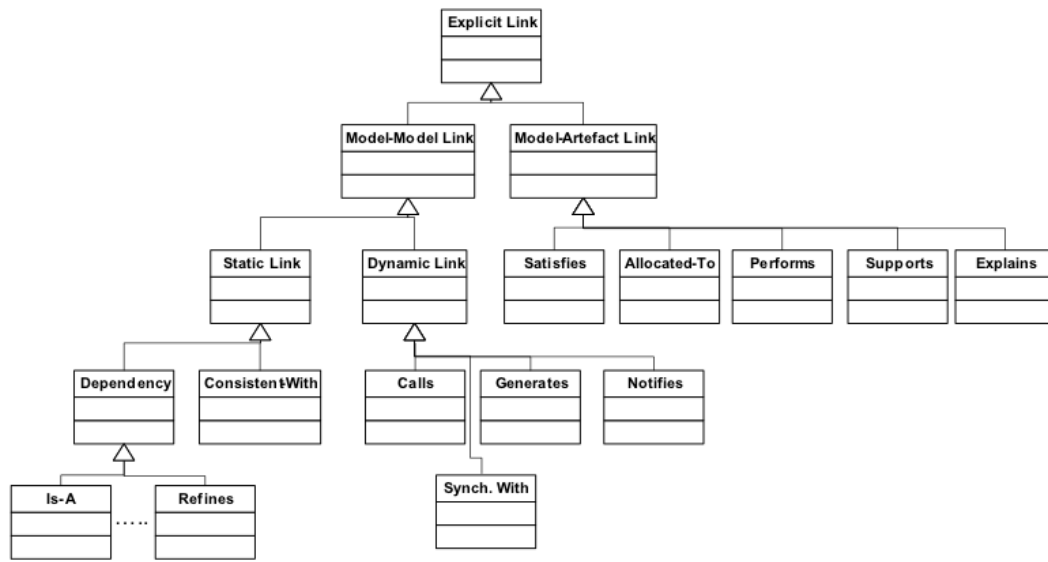 Explicit Link
Model-Model Link
Model-Artefact Link
Static Link
Dynamic Link
Satisfies
Allocated-To
Performs
Supports
Explains
Dependency
Consistent-With
Calls
Generates
Notifies
Is-A
.....
Refines
Synch. With